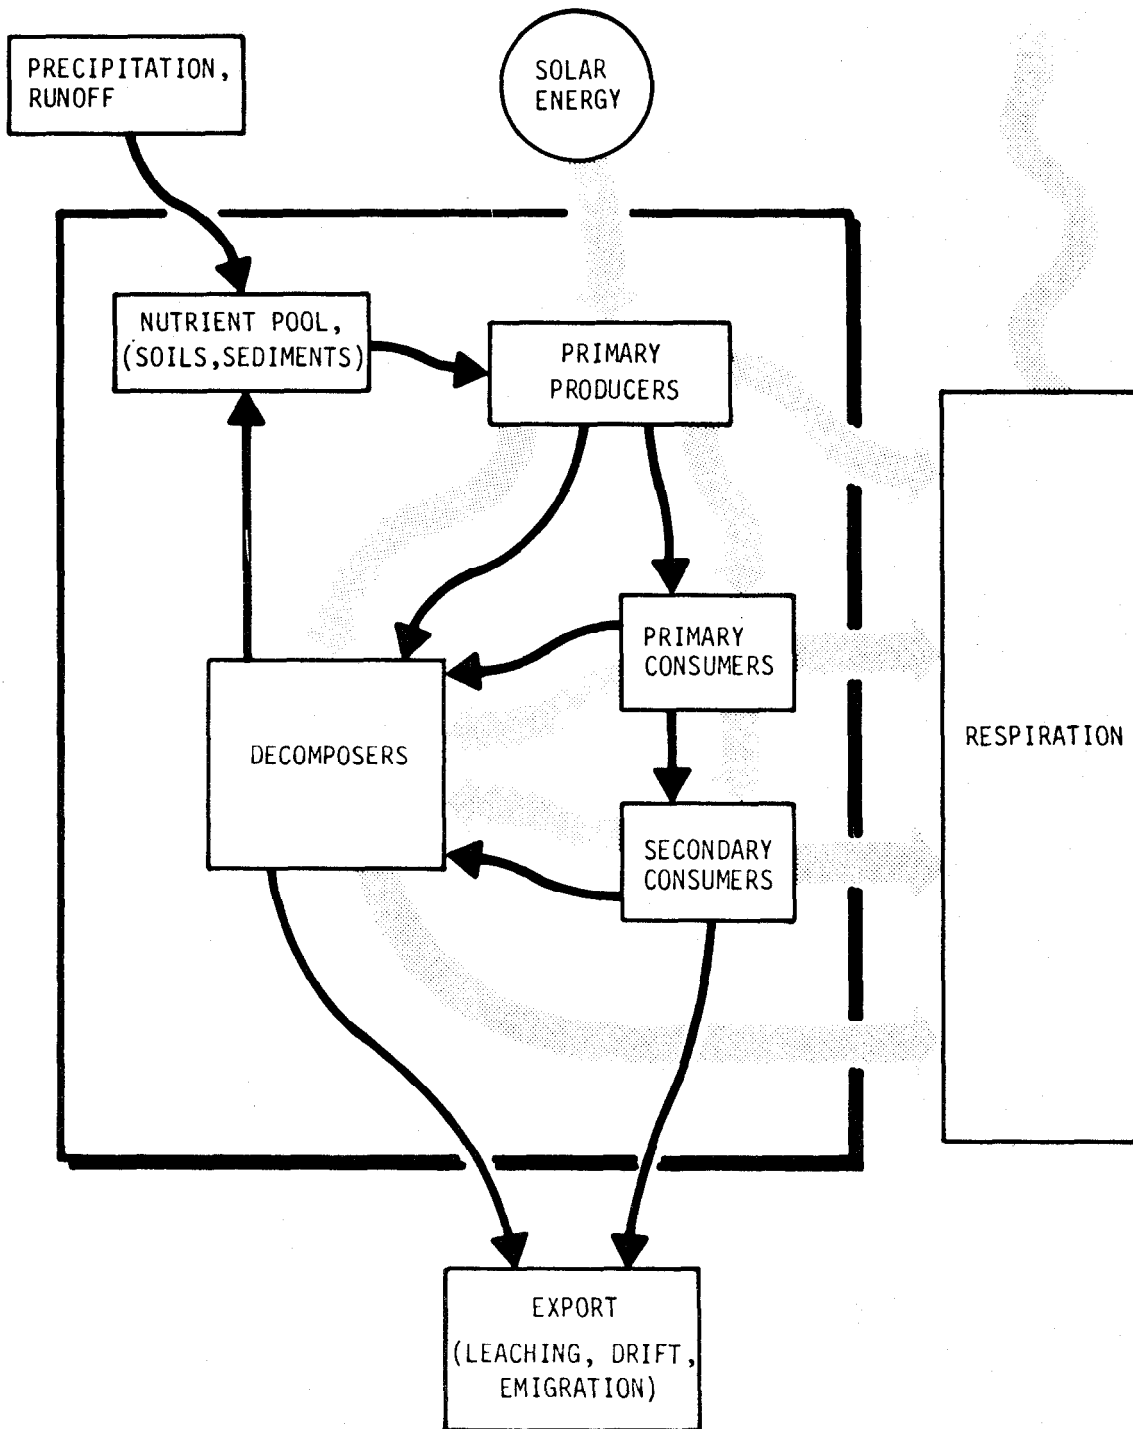 PRECIPITATION,
RUNOFF
SOLAR
ENERGY
NUTRIENT POOL,
(SOILS,SEDIMENTS)
PRIMARY
PRODUCERS
PRIMARY
CONSUMERS
DECOMPOSERS
RESPIRATION
SECONDARY
CONSUMERS
EXPORT
(LEACHING, DRIFT,
EMIGRATION)